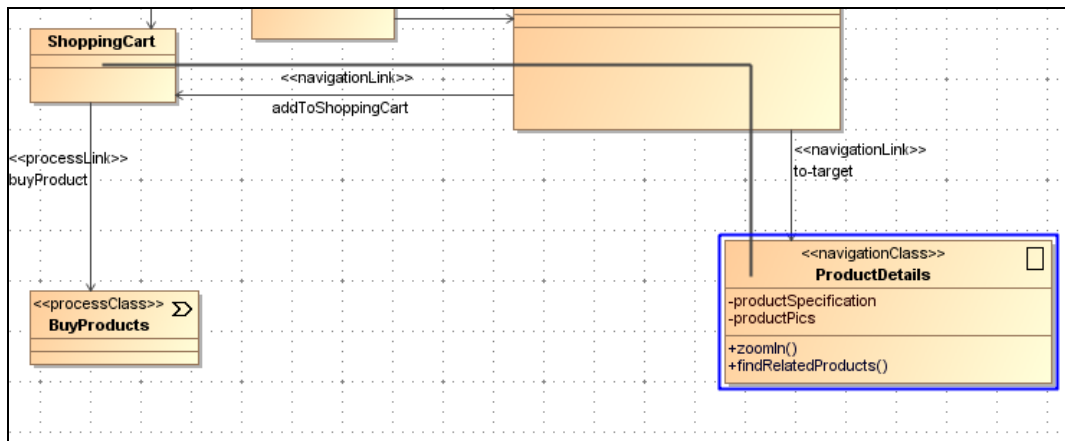 ShoppingCart
<<navigationLink>>
addToShoppingCart
<<processLink>>
buyProduct
<<navigationLink>>
to-target
<<processClass>>
BuyProducts
<<navigationClass>>
ProductDetails
-productSpecification
-productPics
+zoomIn()
+findRelatedProducts()